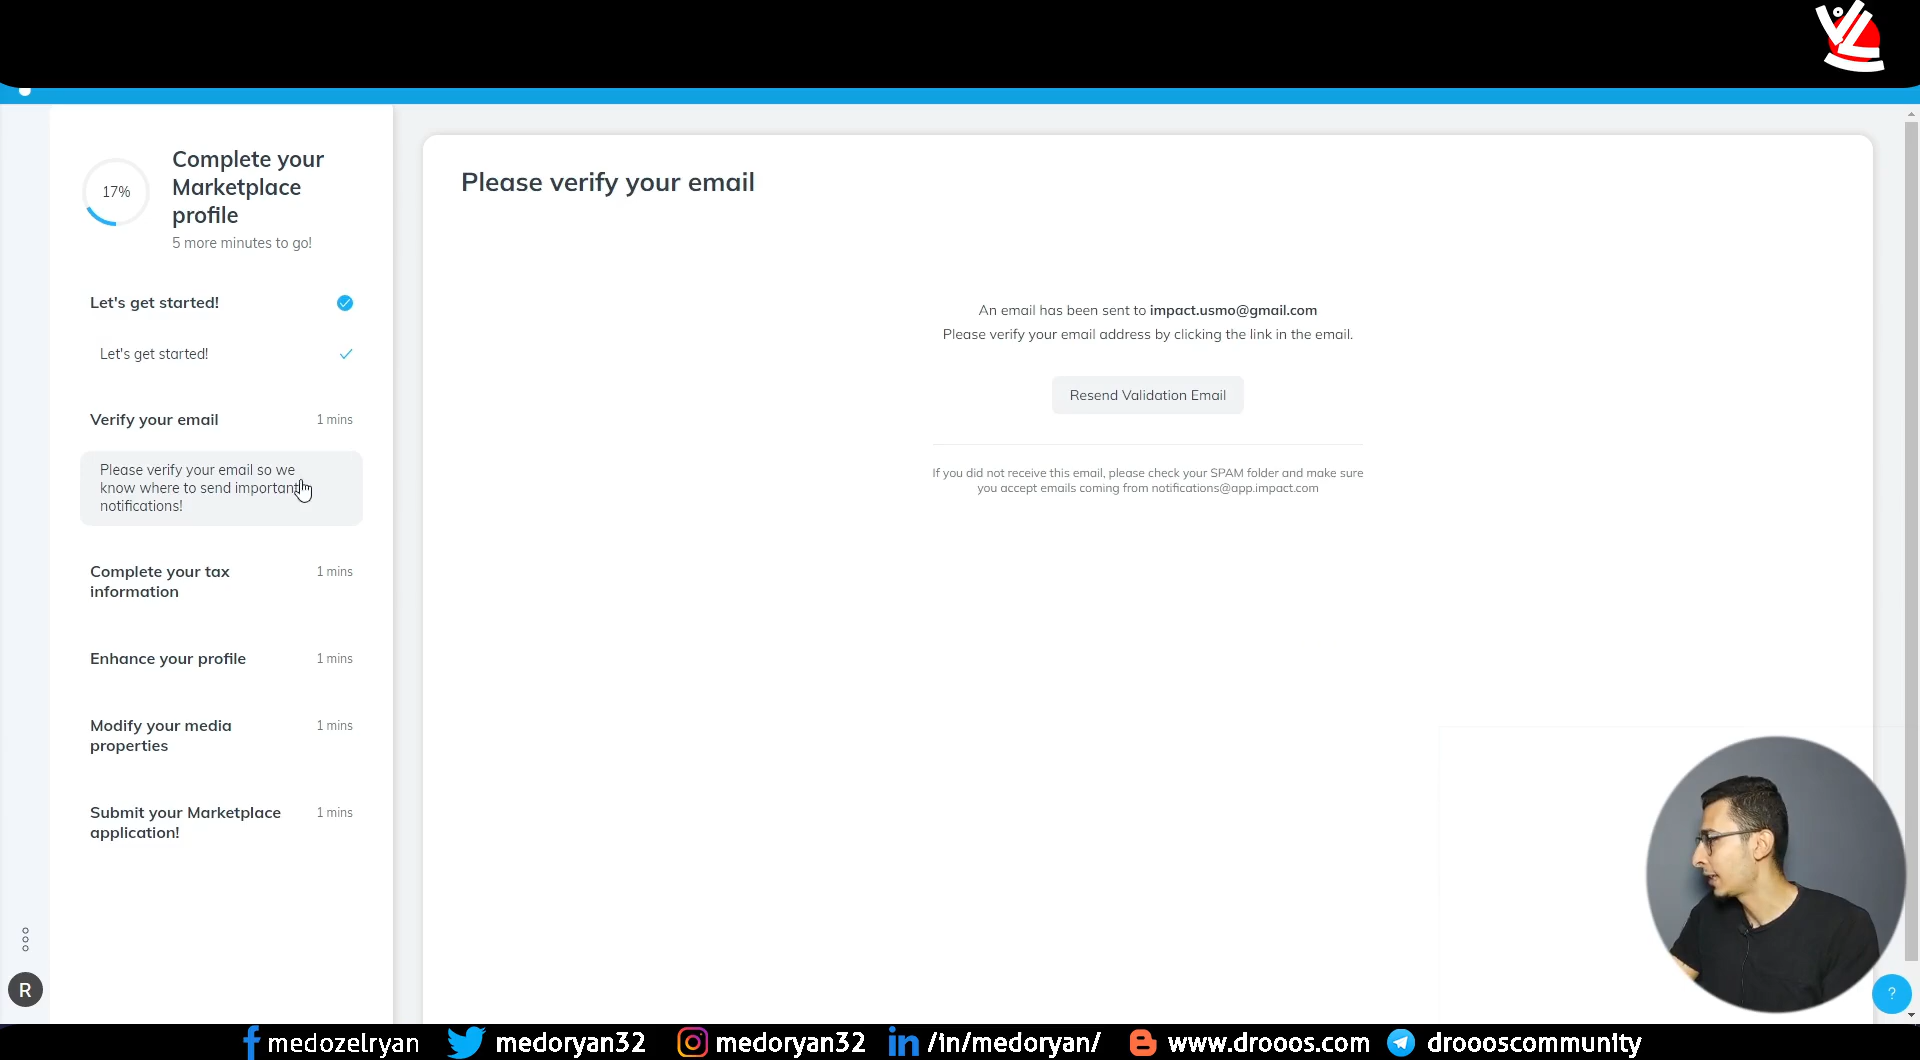 17%
Complete your
Marketplace
profile
5 more minutes to go!
Let's get started!
Let's get started!
Verify your email 1 mins
Please verify your email so we
know where to send important
notifications!
Complete your tax 1 mins
information
Enhance your profile 1 mins
Modify your media 1 mins
properties
Submit your Marketplace 1 mins
application!
R
Please verify your email
An email has been sent to impact.usmo@gmail.com
Please verify your email address by clicking the link in the email.
Resend Validation Email
If you did not receive this email, please check your SPAM folder and make sure
you accept emails coming from notifications@app.impact.com
?
medozelryan medoryan32 medoryan32 /in/medoryan/ www.drooos.com droooscommunity